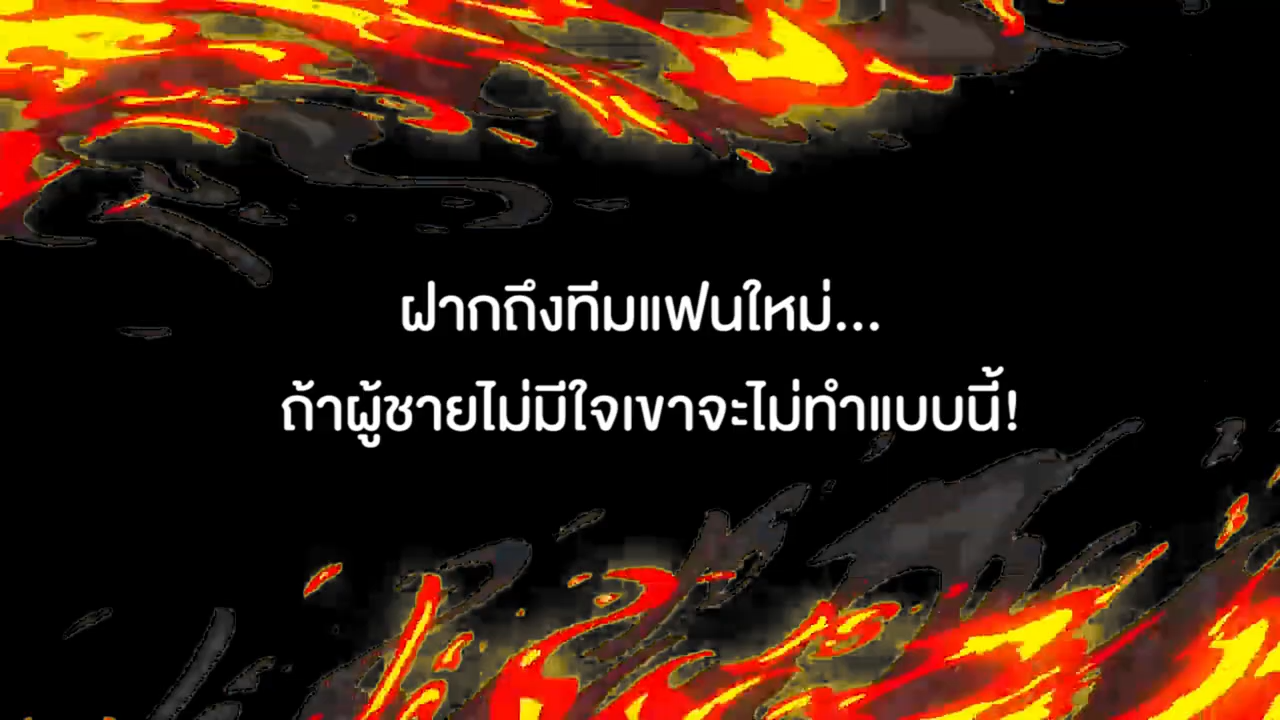 ฝากถึงทีมแฟนใหม่...
ถ้าผู้ชายไม่มีใจเขาจะไม่ทำแบบนี้!